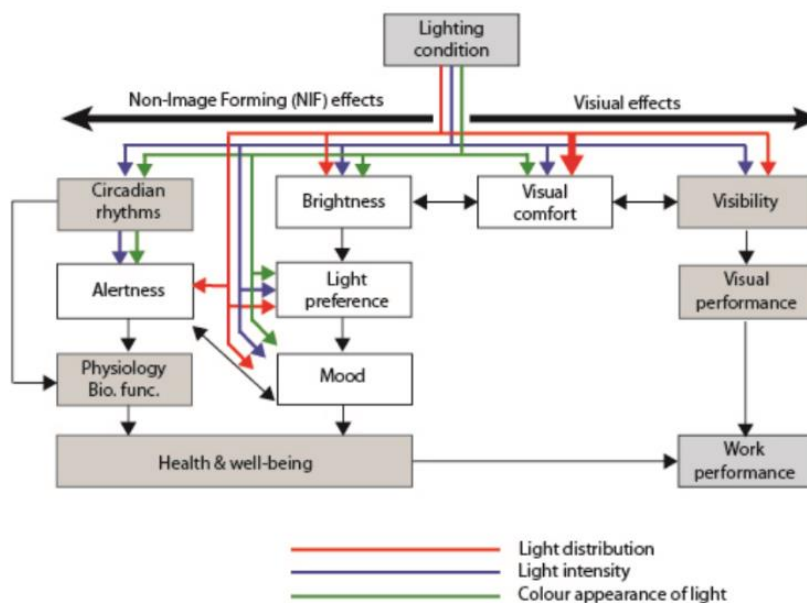 Lighting
condition
Non-Image Forming (NIF) effects
Visiual effects
Circadian
rhythms
Brightness
Visual
comfort
Visibility
Alertness
Light
preference
Visual
performance
Physiology
Bio. func.
Mood
Health & well-being
Work
performance
Light distribution
Light intensity
Colour appearance of light